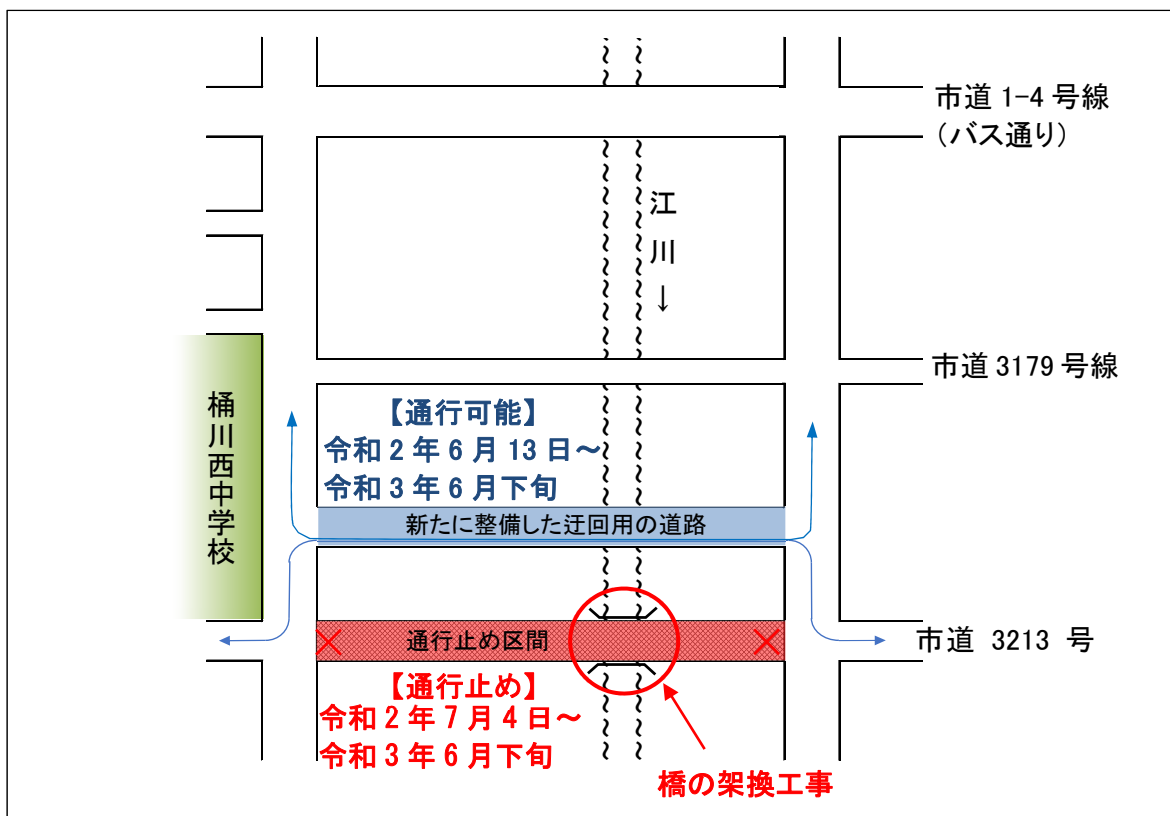 市道 1-4 号線
（バス通り）
江川
↓
市道 3179 号線
桶川西中学校
【通行可能】
令和 2 年 6 月 13 日～
令和 3 年 6 月下旬
新たに整備した迂回用の道路
通行止め区間
市道 3213 号
【通行止め】
令和 2 年 7 月 4 日～
令和 3 年 6 月下旬
橋の架換工事